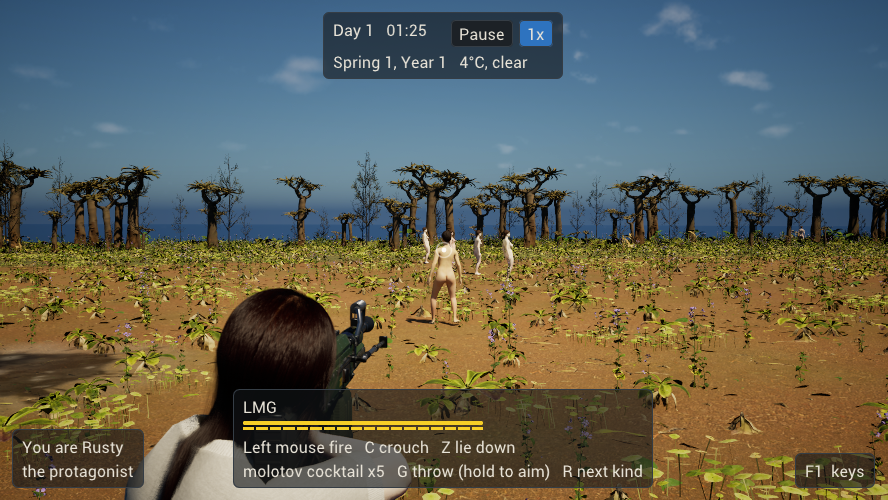 Day 1 01:25 Pause 1x
Spring 1, Year 1 4°C, clear
LMG
Left mouse fire C crouch Z lie down
molotov cocktail x5 G throw (hold to aim) R next kind
You are Rusty
the protagonist
F1 keys